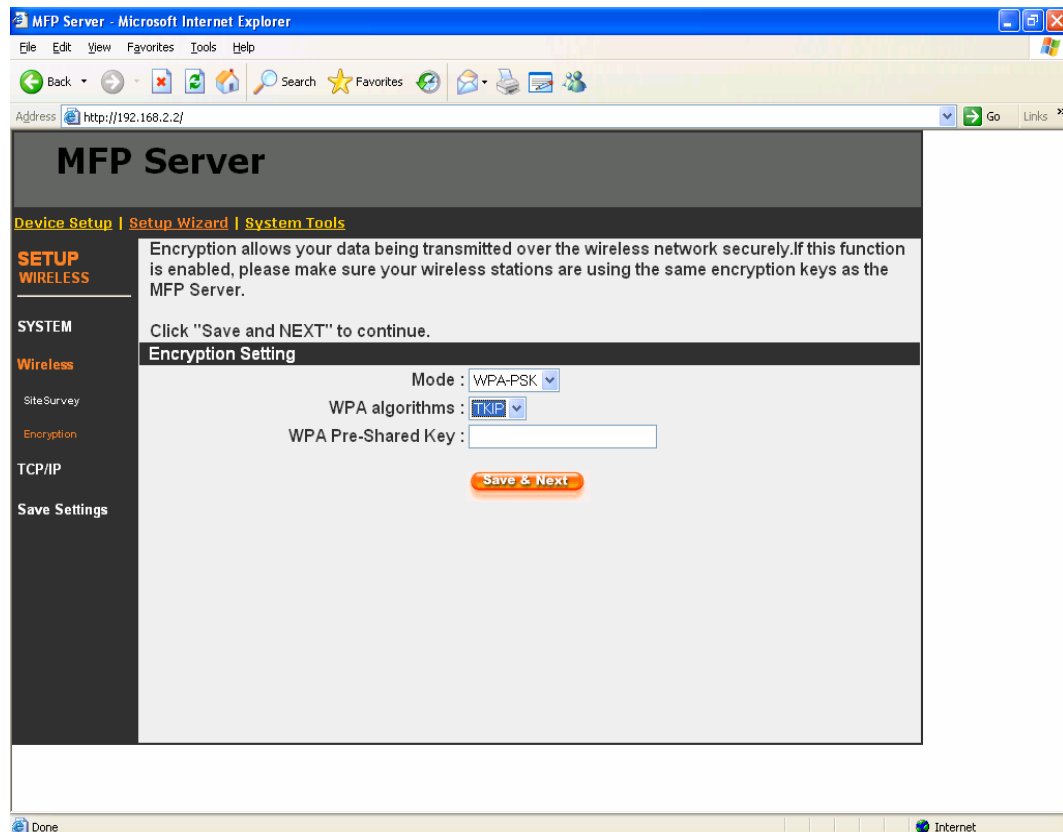 MFP Server - Microsoft Internet Explorer
File Edit View Favorites Tools Help
Back Search Favorites
Address http://192.168.2.2/ Go Links »
MFP Server
Device Setup | Setup Wizard | System Tools
SETUP
WIRELESS
SYSTEM
Wireless
SiteSurvey
Encryption
TCP/IP
Save Settings
Encryption allows your data being transmitted over the wireless network securely.If this function
is enabled, please make sure your wireless stations are using the same encryption keys as the
MFP Server.
Click "Save and NEXT" to continue.
Encryption Setting
Mode : WPA-PSK
WPA algorithms : TKIP
WPA Pre-Shared Key :
Save & Next
Done Internet